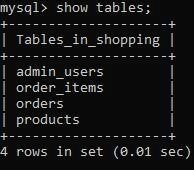 mysql> show tables;
+--------------------+
| Tables_in_shopping |
+--------------------+
| admin_users        |
| order_items        |
| orders             |
| products           |
+--------------------+
4 rows in set (0.01 sec)